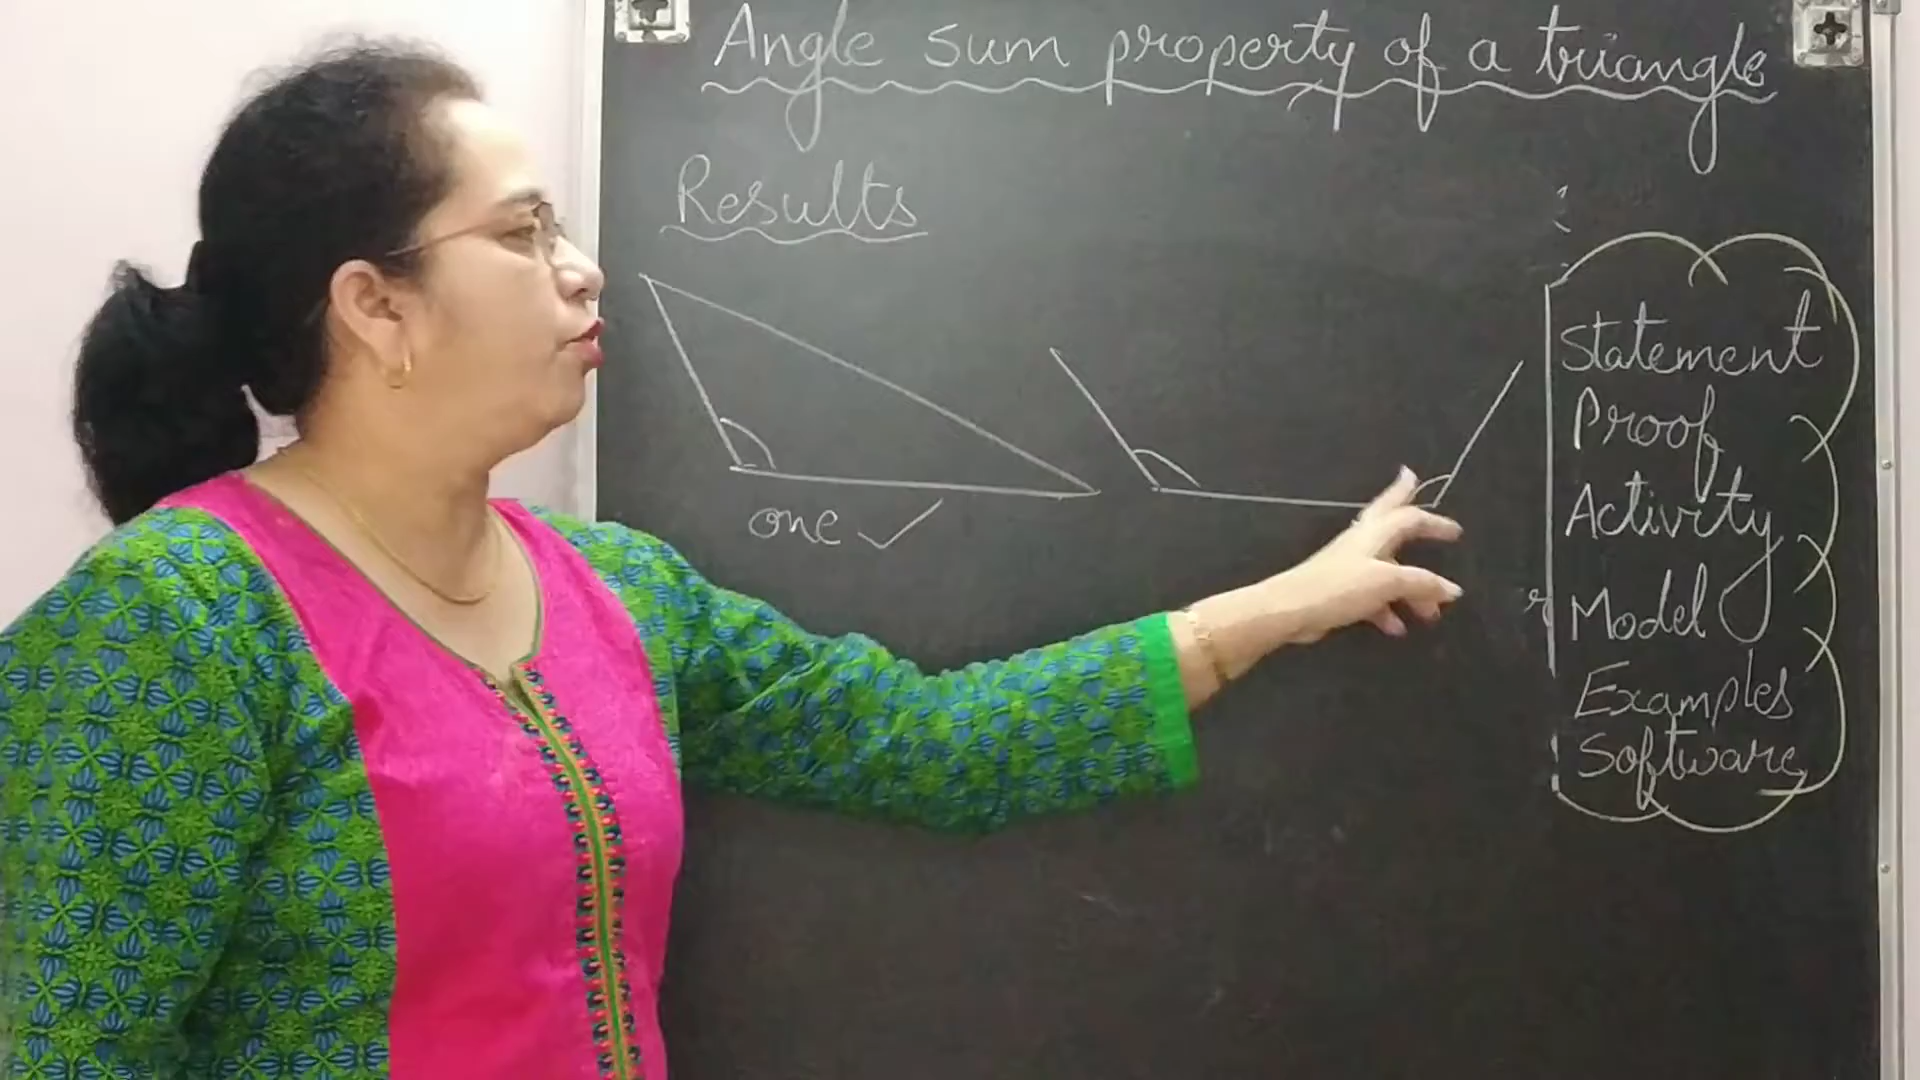 Angle sum property of a triangle
Results
one ✓
Statement
Proof
Activity
Model
Examples
Software